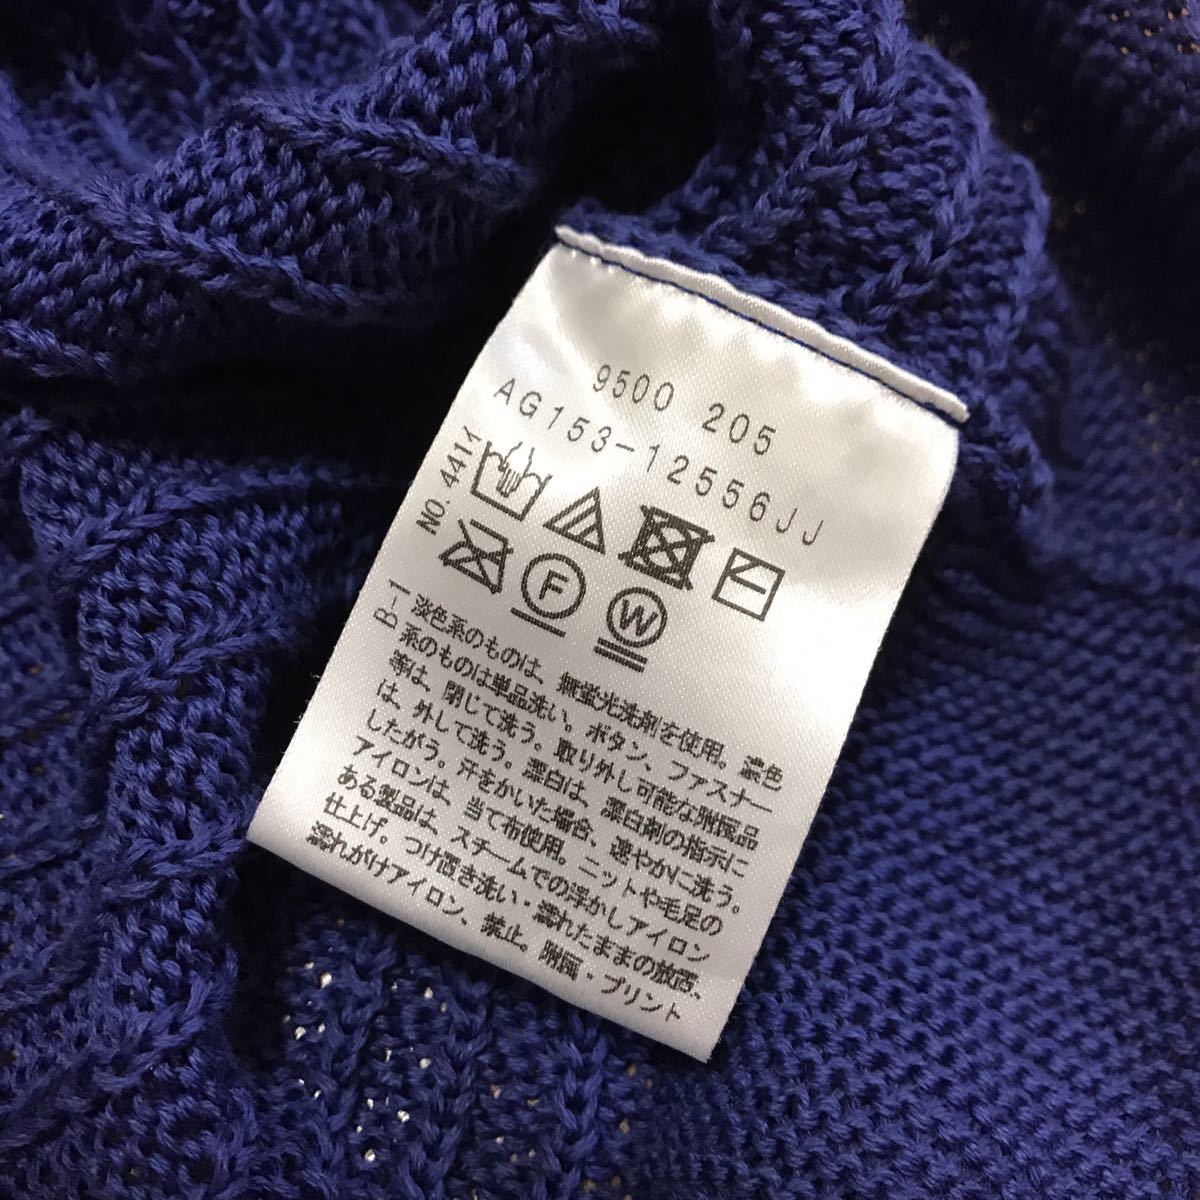 9500 205
AG153-12556JJ
NO. 441イ
F
W
B-1 淡色系のものは、無蛍光洗剤を使用。濃色
系のものは単品洗い。ボタン、ファスナー
等は、閉じて洗う。取り外し可能な附属品
は、外して洗う。漂白は、漂白剤の指示に
したがう。汗をかいた場合、速やかに洗う。
アイロンは、当て布使用。ニットや毛足の
ある製品は、スチームでの浮かしアイロン
仕上げ。つけ置き洗い・濡れたままの放置、
濡れがけアイロン、禁止。附属・プリント